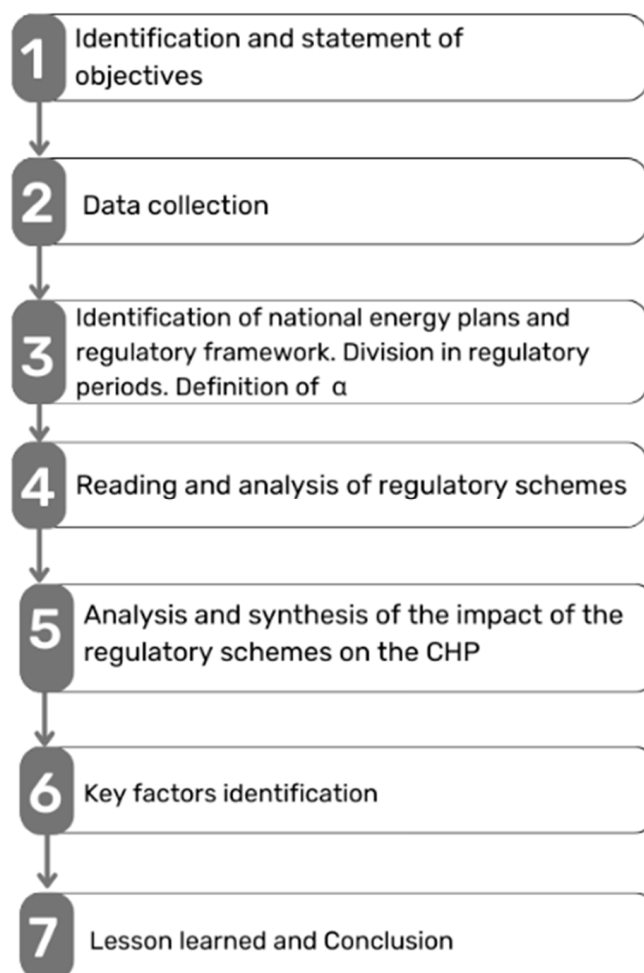 1
Identification and statement of
objectives
2
Data collection
3
Identification of national energy plans and
regulatory framework. Division in regulatory
periods. Definition of α
4
Reading and analysis of regulatory schemes
5
Analysis and synthesis of the impact of the
regulatory schemes on the CHP
6
Key factors identification
7
Lesson learned and Conclusion